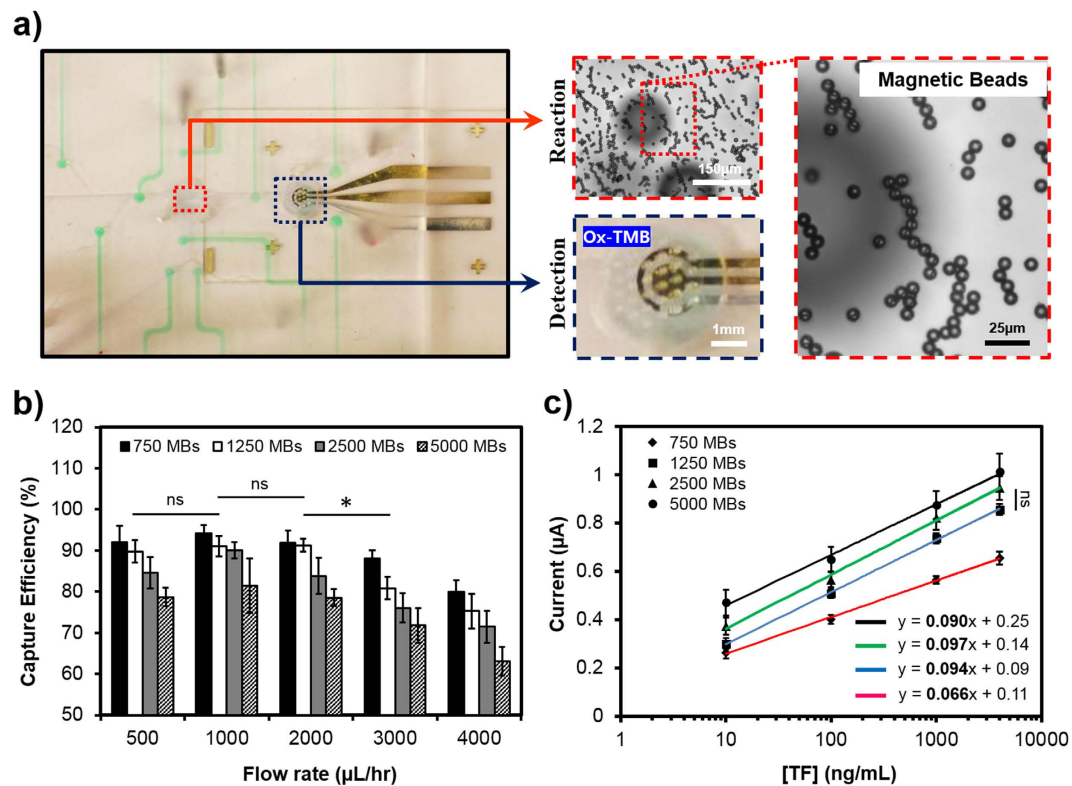 a)
Reaction
150µm
Magnetic Beads
25µm
Detection
Ox-TMB
1mm
b)
Capture Efficiency (%)
120
110
100
90
80
70
60
50
750 MBs
1250 MBs
2500 MBs
5000 MBs
ns
ns
*
500
1000
2000
3000
4000
Flow rate (µL/hr)
c)
Current (µA)
1.2
1
0.8
0.6
0.4
0.2
0
750 MBs
1250 MBs
2500 MBs
5000 MBs
ns
y = 0.090x + 0.25
y = 0.097x + 0.14
y = 0.094x + 0.09
y = 0.066x + 0.11
1
10
100
1000
10000
[TF] (ng/mL)